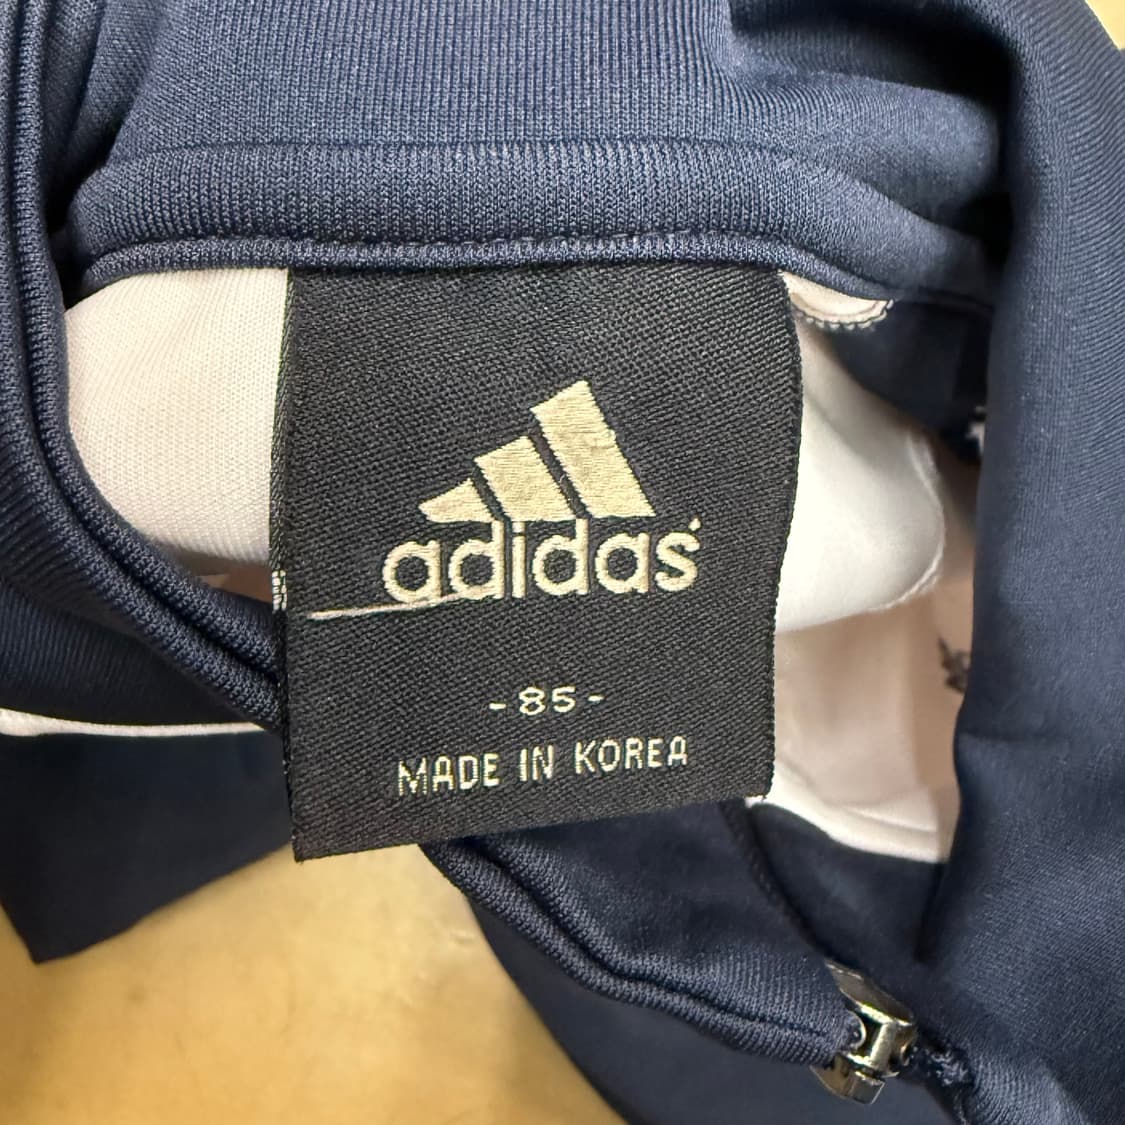 adidas
-85-
MADE IN KOREA